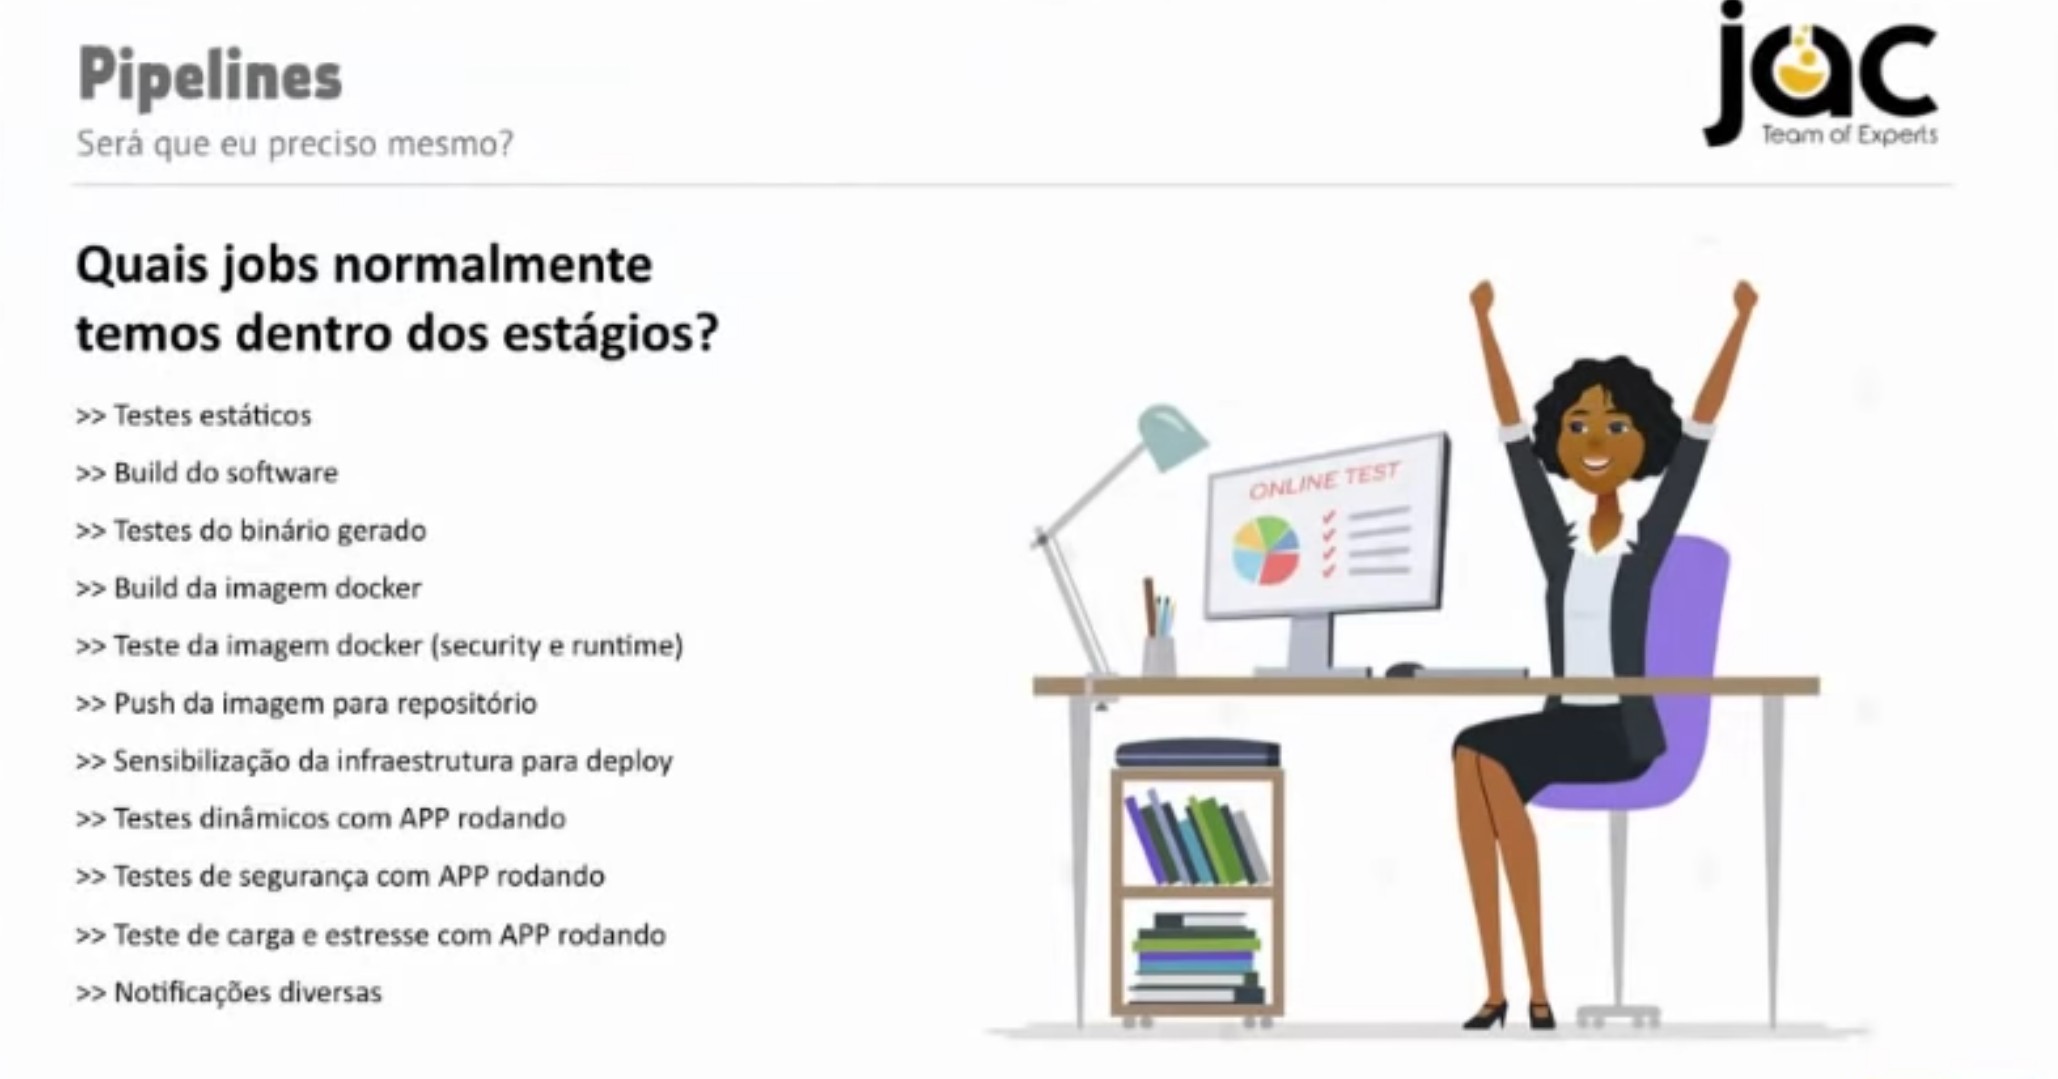 Pipelines
Será que eu preciso mesmo?
jac
Team of Experts
Quais jobs normalmente
temos dentro dos estágios?
>> Testes estáticos
>> Build do software
>> Testes do binário gerado
>> Build da imagem docker
>> Teste da imagem docker (security e runtime)
>> Push da imagem para repositório
>> Sensibilização da infraestrutura para deploy
>> Testes dinâmicos com APP rodando
>> Testes de segurança com APP rodando
>> Teste de carga e estresse com APP rodando
>> Notificações diversas
ONLINE TEST